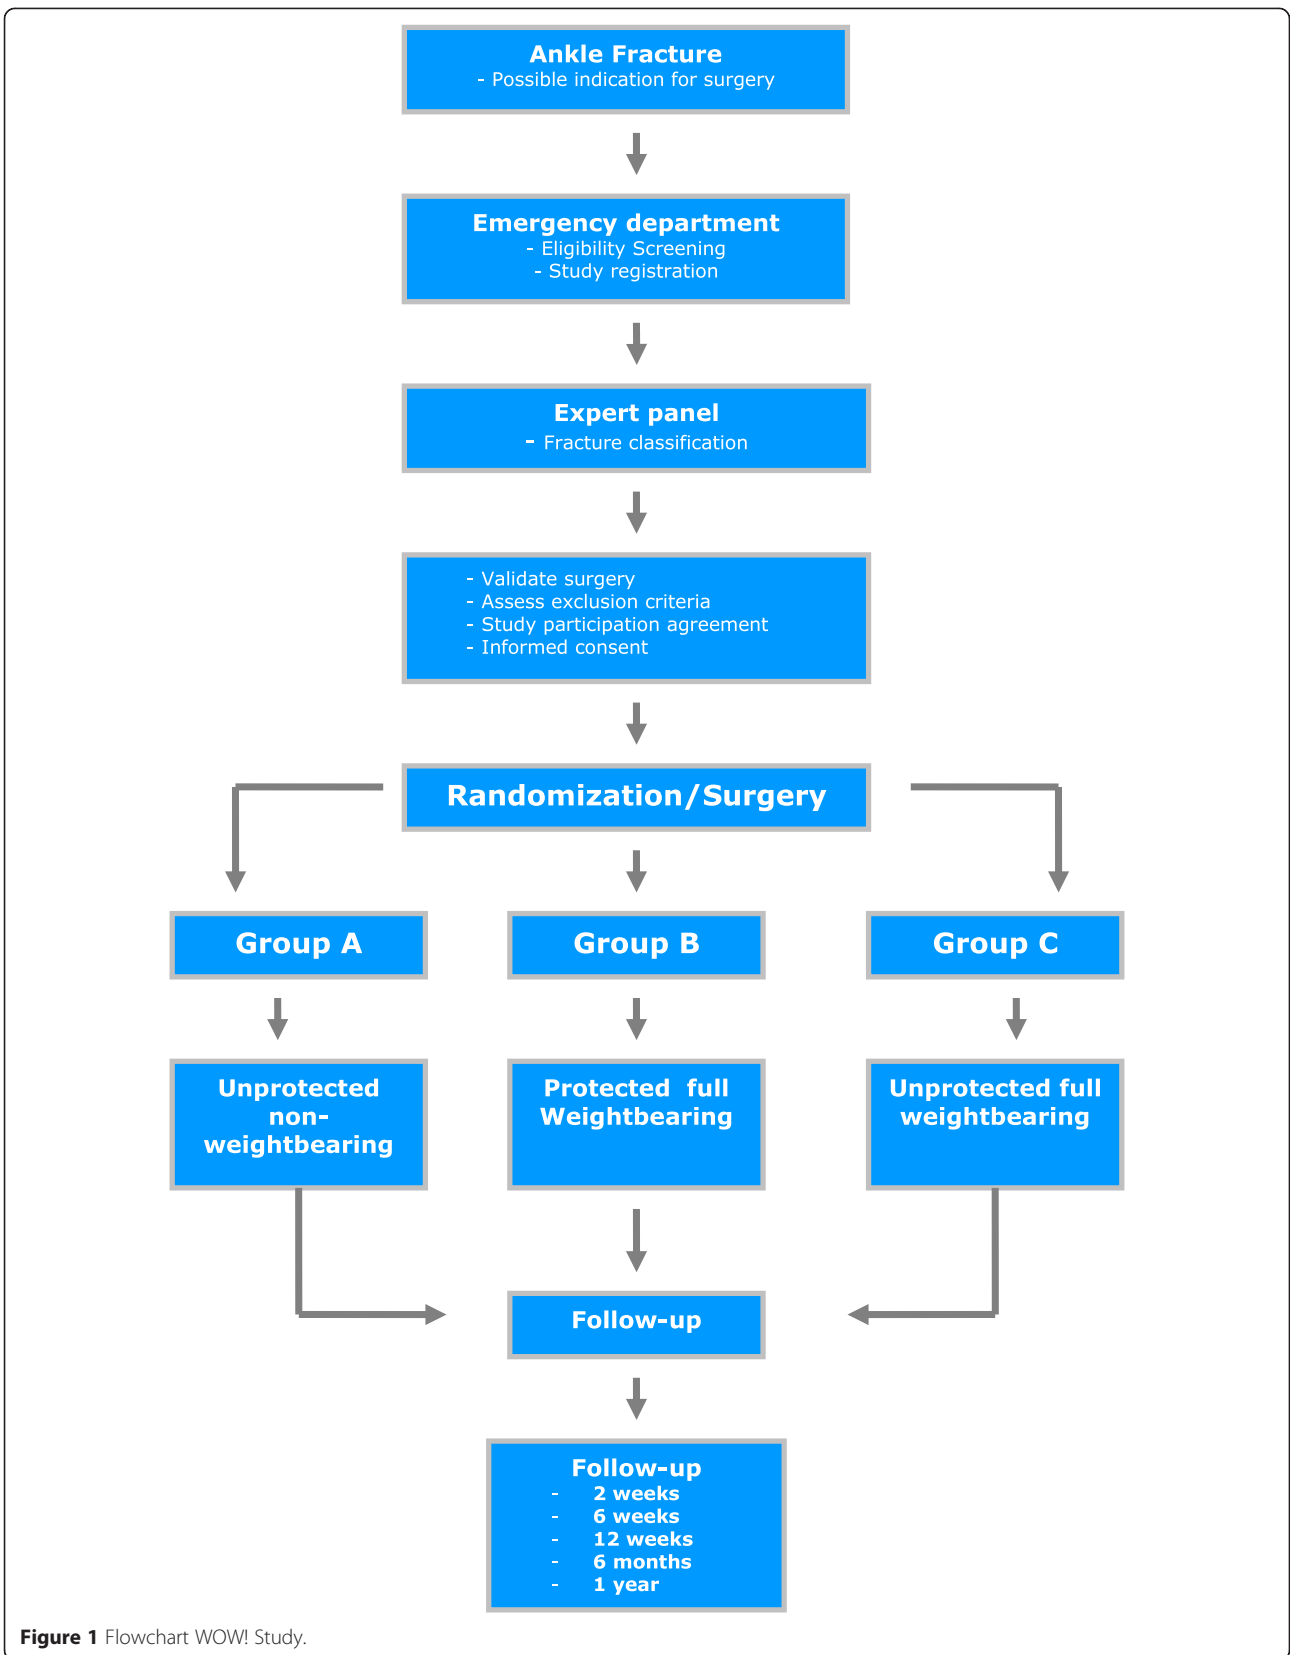 Ankle Fracture
- Possible indication for surgery
Emergency department
- Eligibility Screening
- Study registration
Expert panel
- Fracture classification
- Validate surgery
- Assess exclusion criteria
- Study participation agreement
- Informed consent
Randomization/Surgery
Group A
Group B
Group C
Unprotected
non-
weightbearing
Protected full
Weightbearing
Unprotected full
weightbearing
Follow-up
Follow-up
- 2 weeks
- 6 weeks
- 12 weeks
- 6 months
- 1 year
Figure 1 Flowchart WOW! Study.